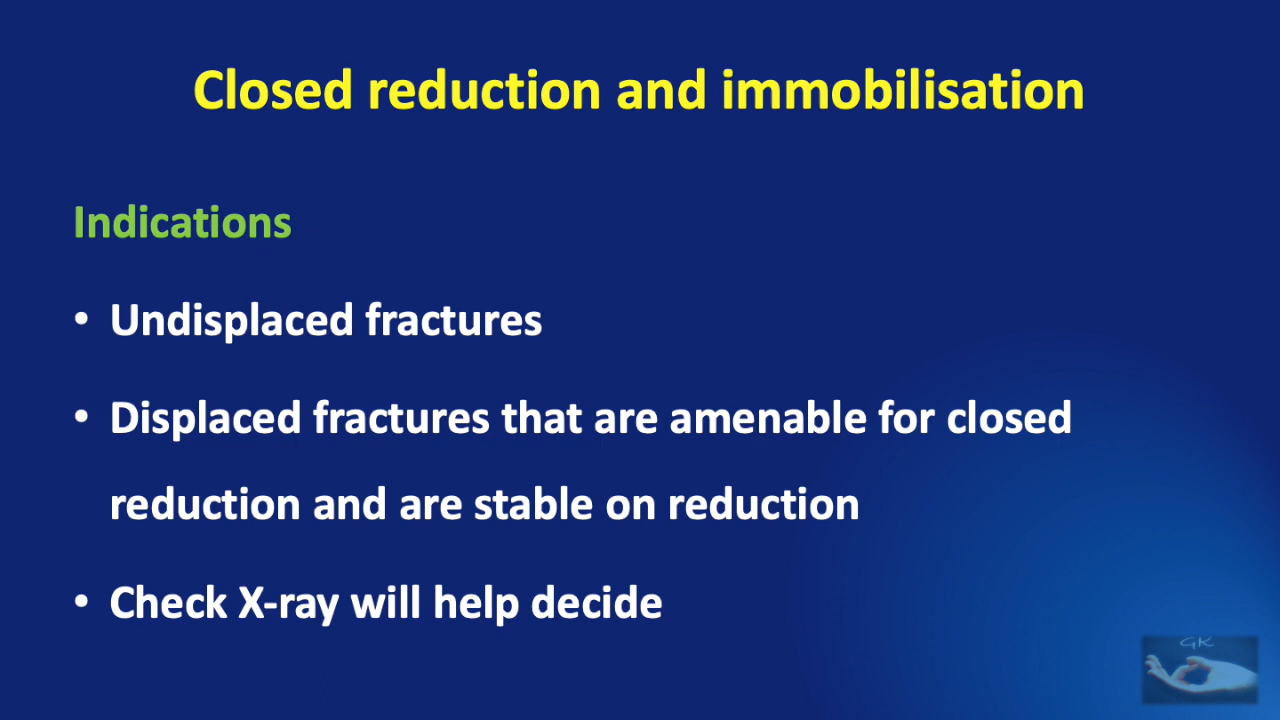 Closed reduction and immobilisation
Indications
• Undisplaced fractures
• Displaced fractures that are amenable for closed
reduction and are stable on reduction
• Check X-ray will help decide
GK